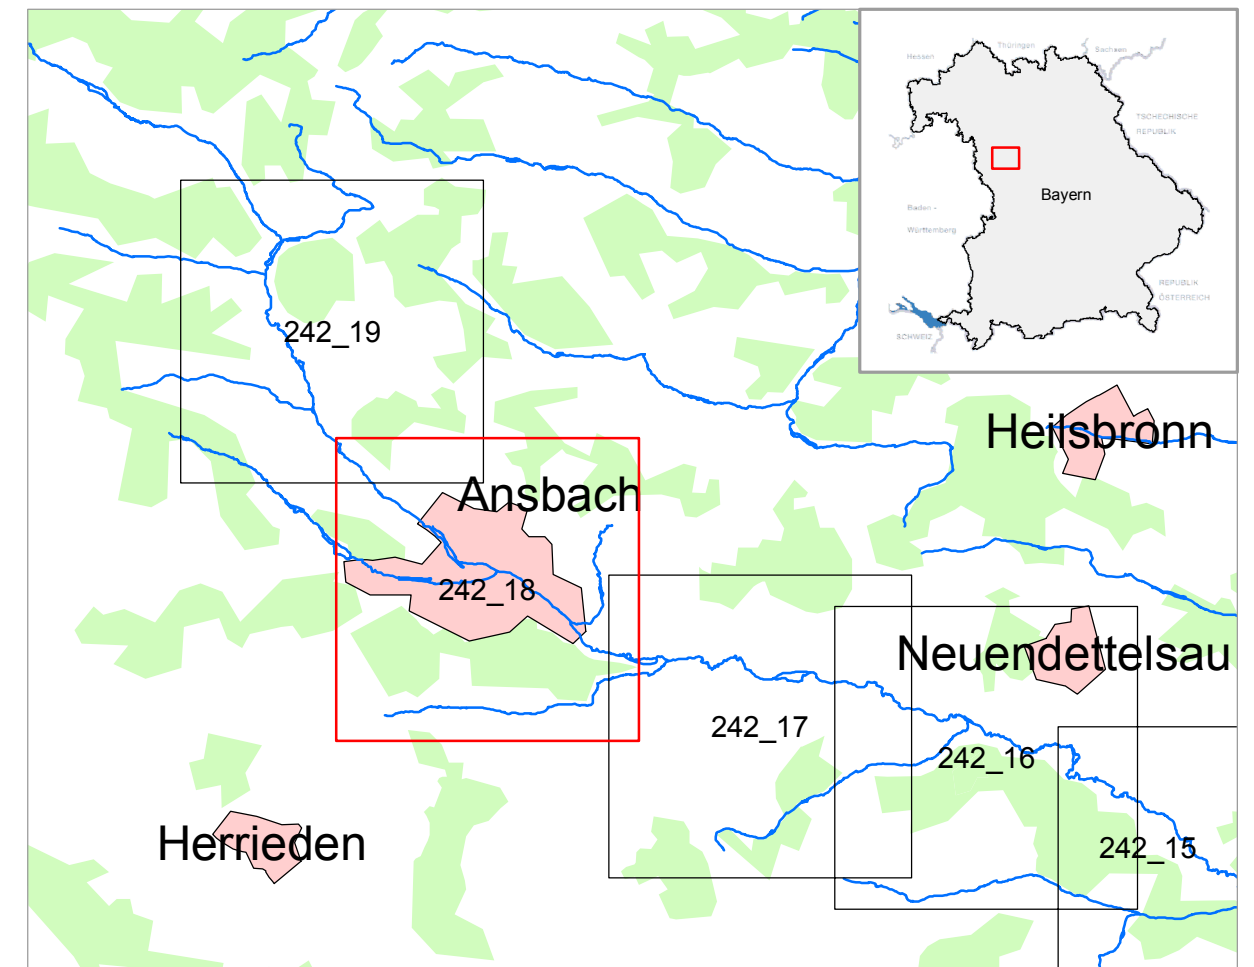 Hessen
Thüringen
Sachsen
TSCHECHISCHE
REPUBLIK
Bayern
Baden -
Württemberg
REPUBLIK
ÖSTERREICH
SCHWEIZ
242_19
Heilsbronn
Ansbach
242_18
Neuendettelsau
242_17
242_16
Herrieden
242_15